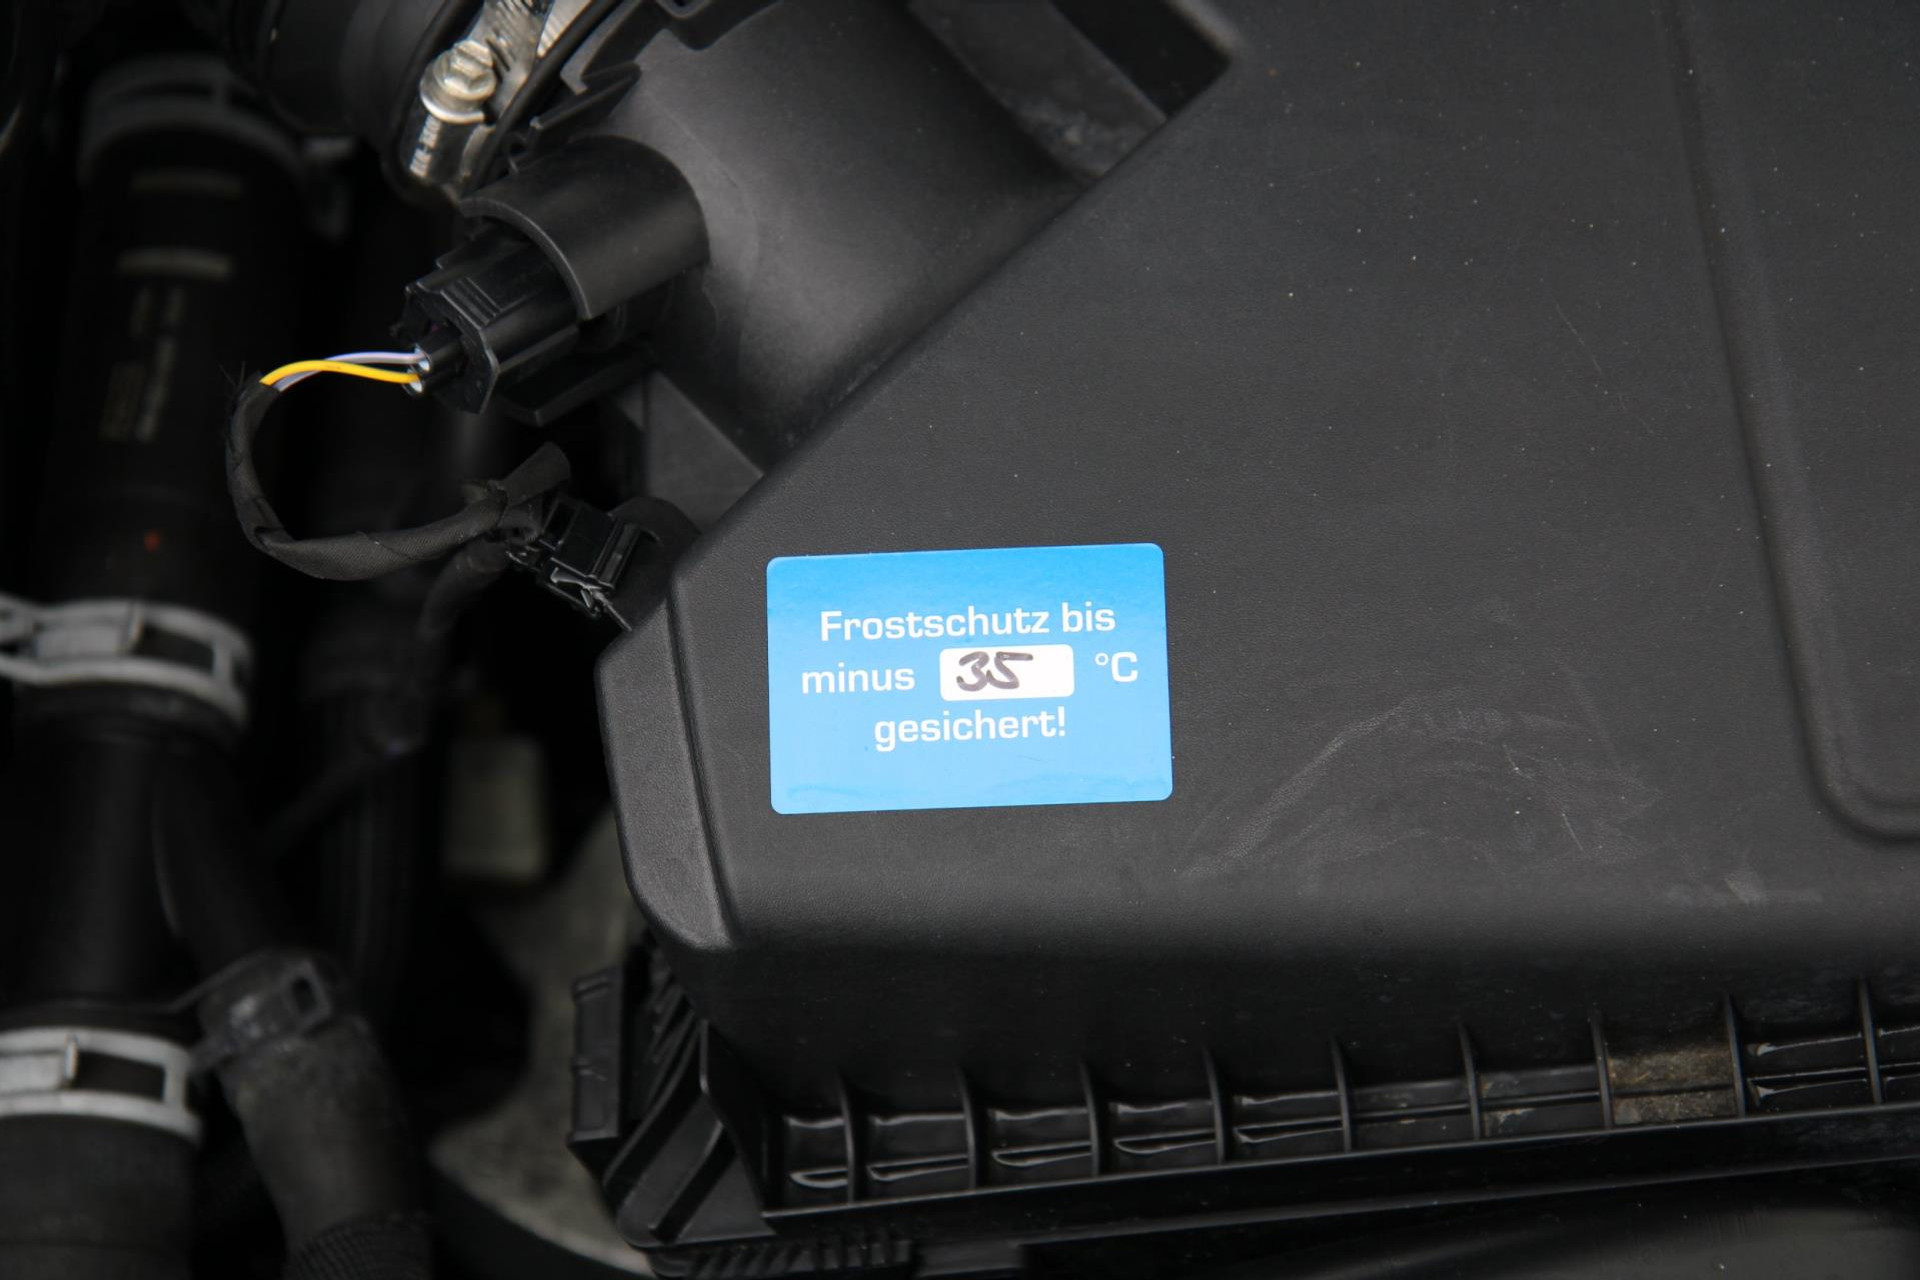 Frostschutz bis
minus 35 °C
gesichert!